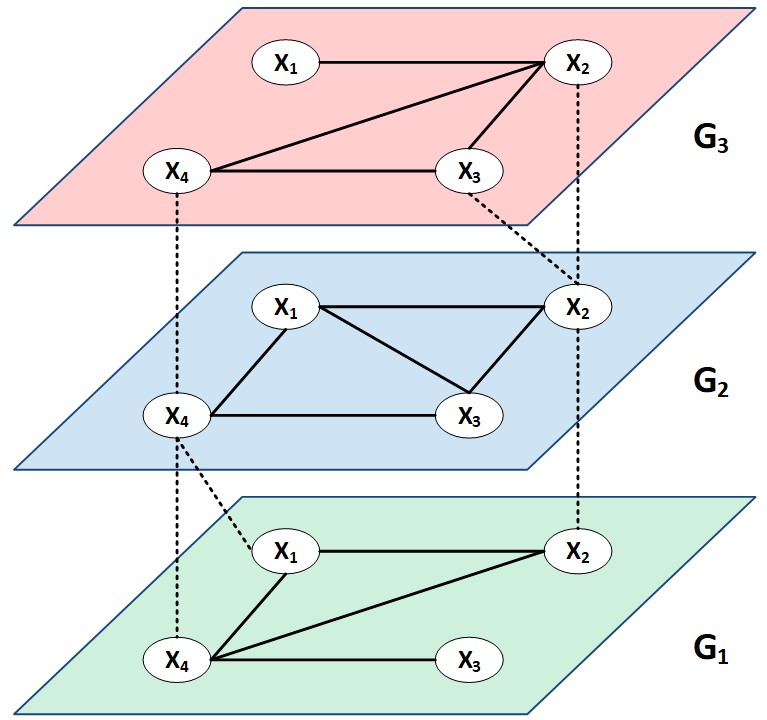 X₁ X₂
G₃
X₄ X₃
X₁ X₂
G₂
X₄ X₃
X₁ X₂
G₁
X₄ X₃